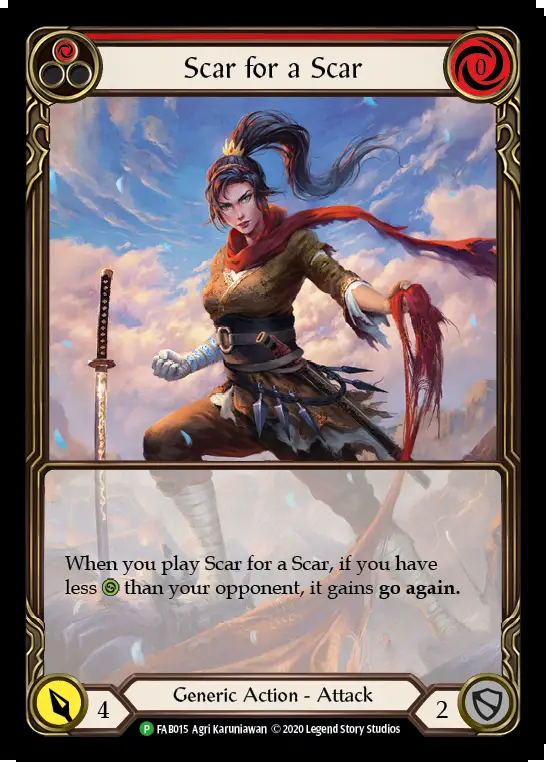 0
Scar for a Scar
When you play Scar for a Scar, if you have
less than your opponent, it gains go again.
4
Generic Action - Attack
2
P FAB015 Agri Karuniawan © 2020 Legend Story Studios